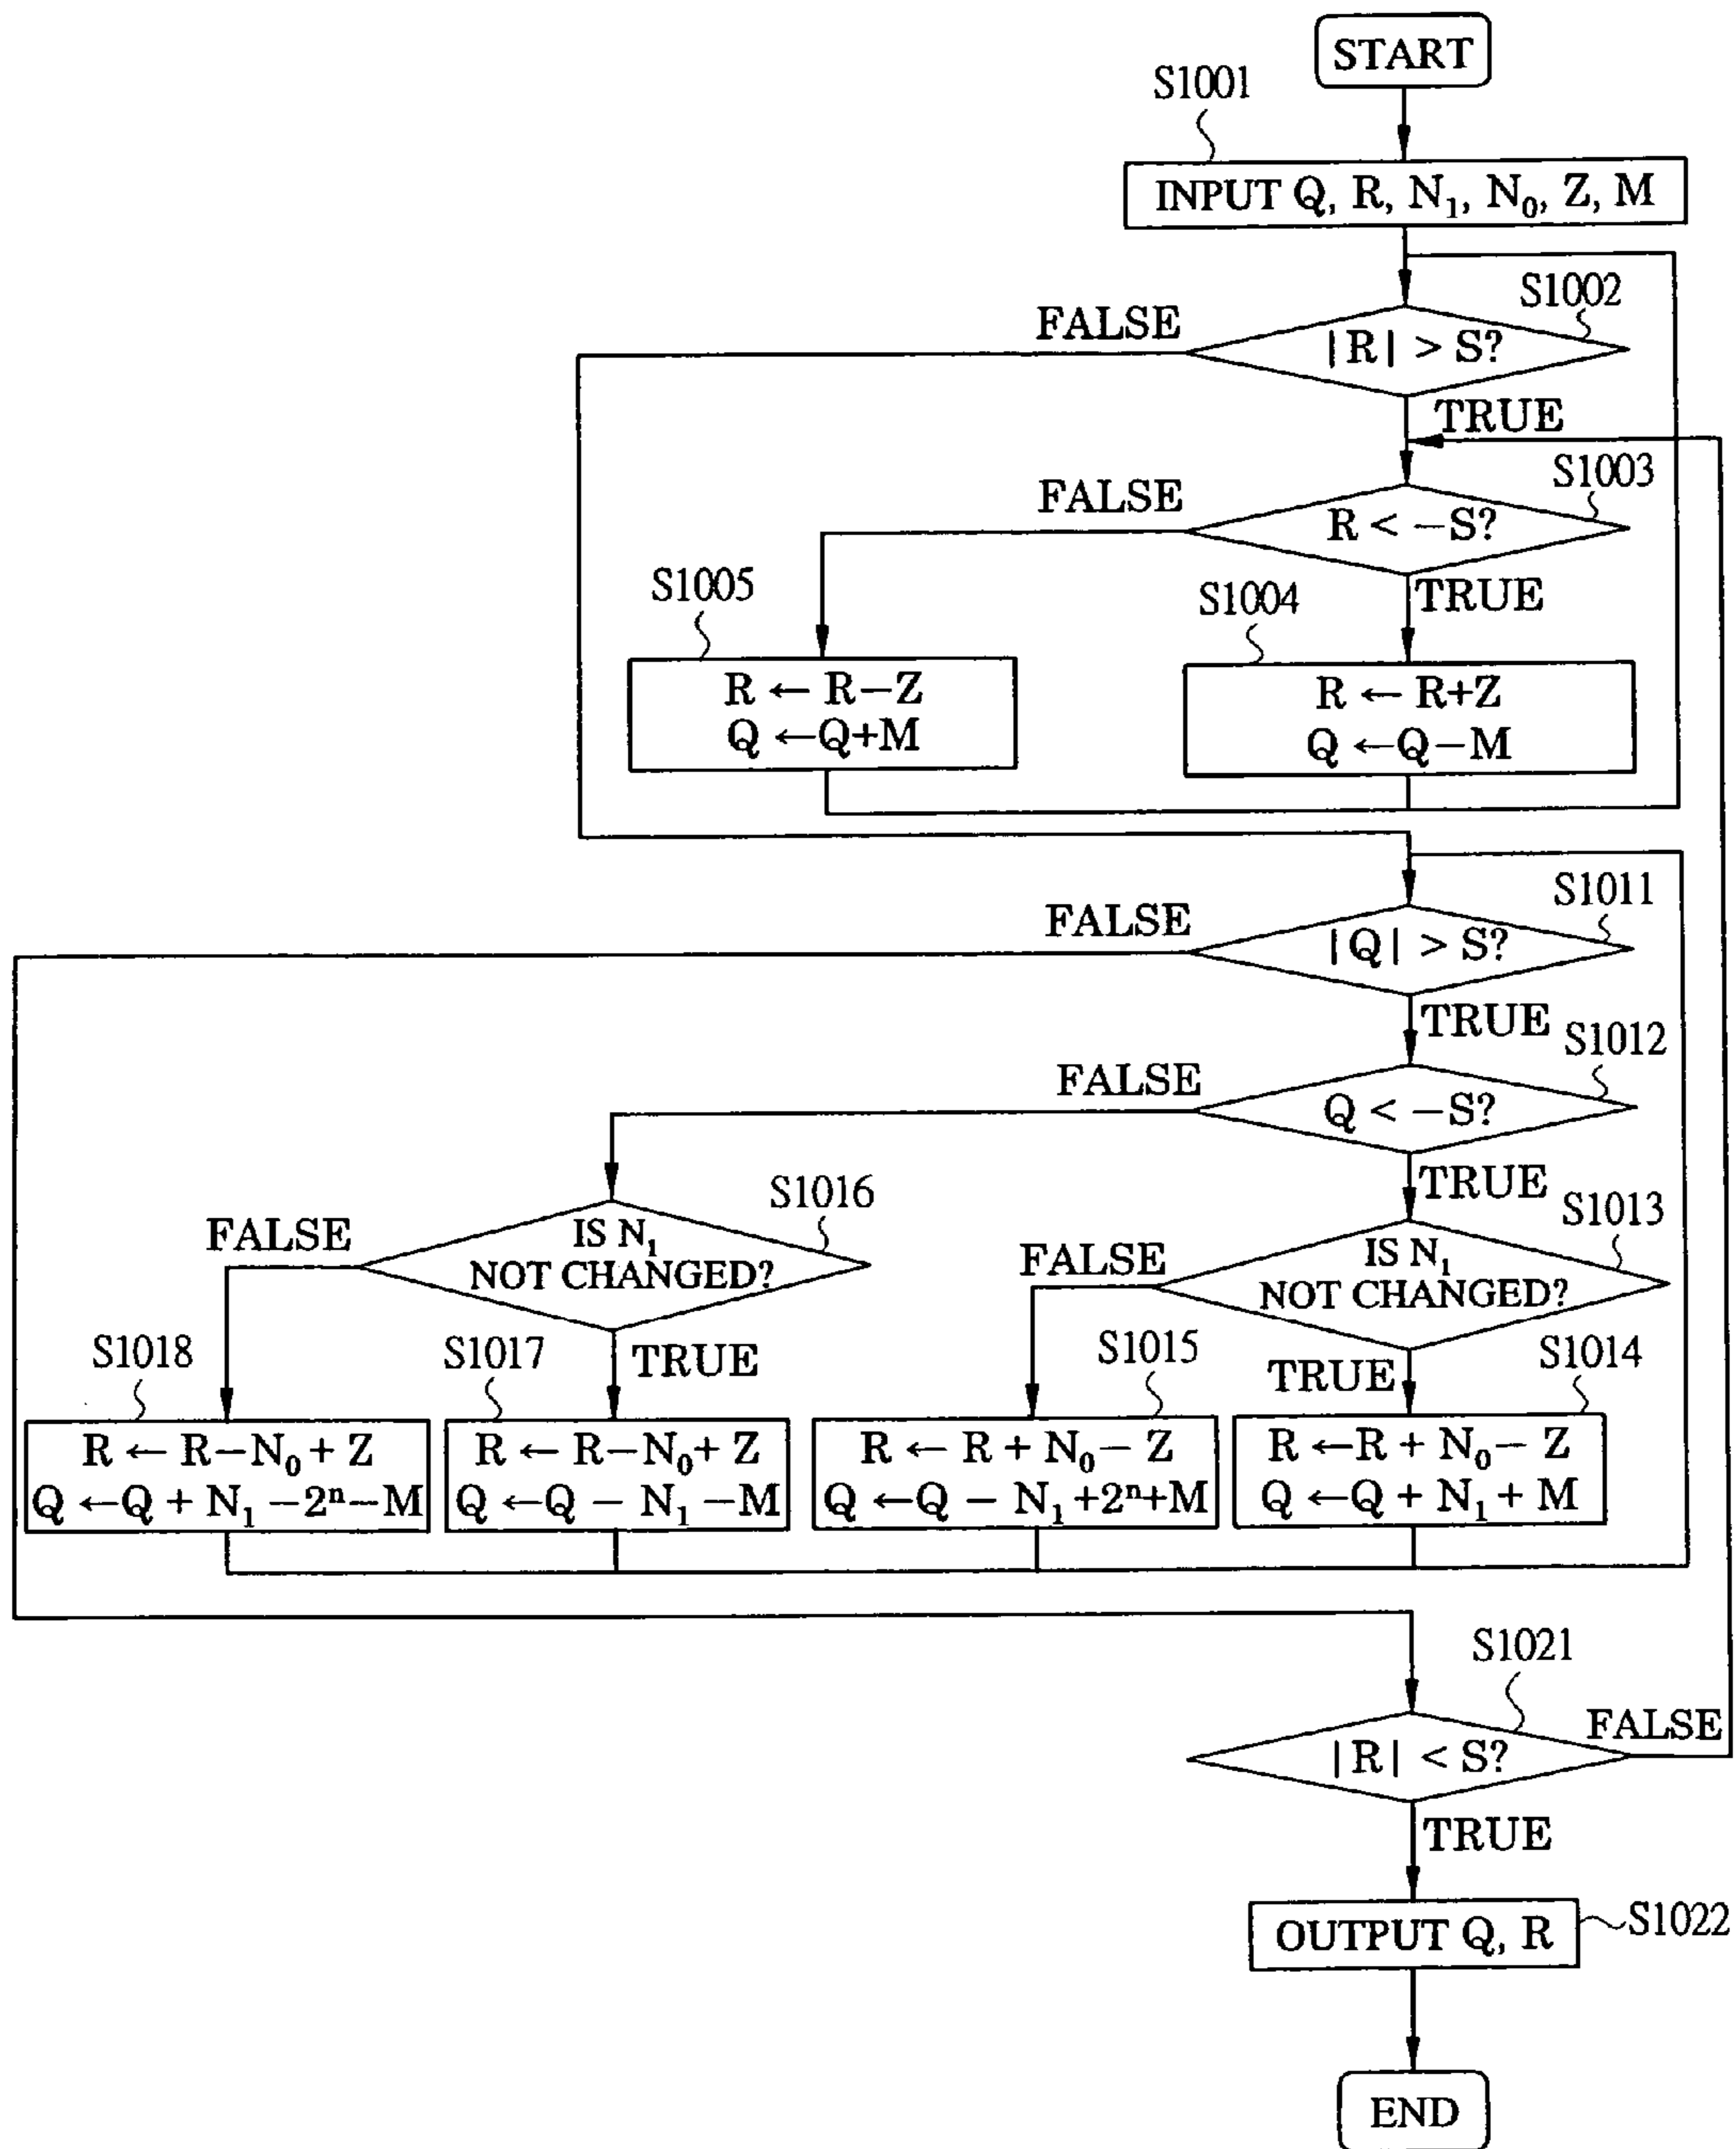 START
S1001
INPUT Q, R, N₁, N₀, Z, M
S1002
FALSE
|R| > S?
TRUE
S1003
FALSE
R < −S?
S1005
S1004
TRUE
R ← R−Z
Q ←Q+M
R ← R+Z
Q ←Q−M
S1011
FALSE
|Q| > S?
TRUE
S1012
FALSE
Q < −S?
TRUE
S1016
FALSE
IS N₁
NOT CHANGED?
S1013
FALSE
IS N₁
NOT CHANGED?
S1018
S1017
TRUE
S1015
TRUE
S1014
R ← R−N₀ + Z
Q ←Q + N₁ −2ⁿ−M
R ← R−N₀+ Z
Q ←Q − N₁ −M
R ← R + N₀− Z
Q ←Q − N₁ +2ⁿ+M
R ←R + N₀− Z
Q ←Q + N₁ + M
S1021
FALSE
|R| < S?
TRUE
OUTPUT Q, R
S1022
END